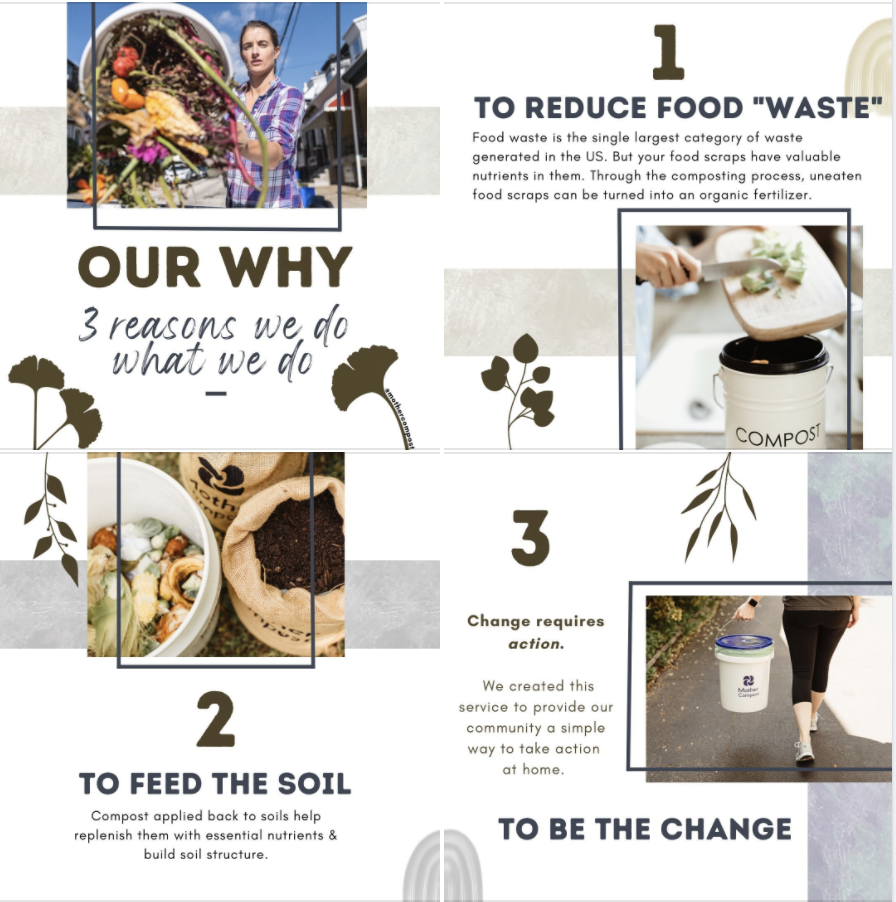 OUR WHY
3 reasons we do
what we do
@mothercompost
1
TO REDUCE FOOD "WASTE"
Food waste is the single largest category of waste
generated in the US. But your food scraps have valuable
nutrients in them. Through the composting process, uneaten
food scraps can be turned into an organic fertilizer.
COMPOST
2
TO FEED THE SOIL
Compost applied back to soils help
replenish them with essential nutrients &
build soil structure.
3
Change requires
action.
We created this
service to provide our
community a simple
way to take action
at home.
Mother
Compost
TO BE THE CHANGE